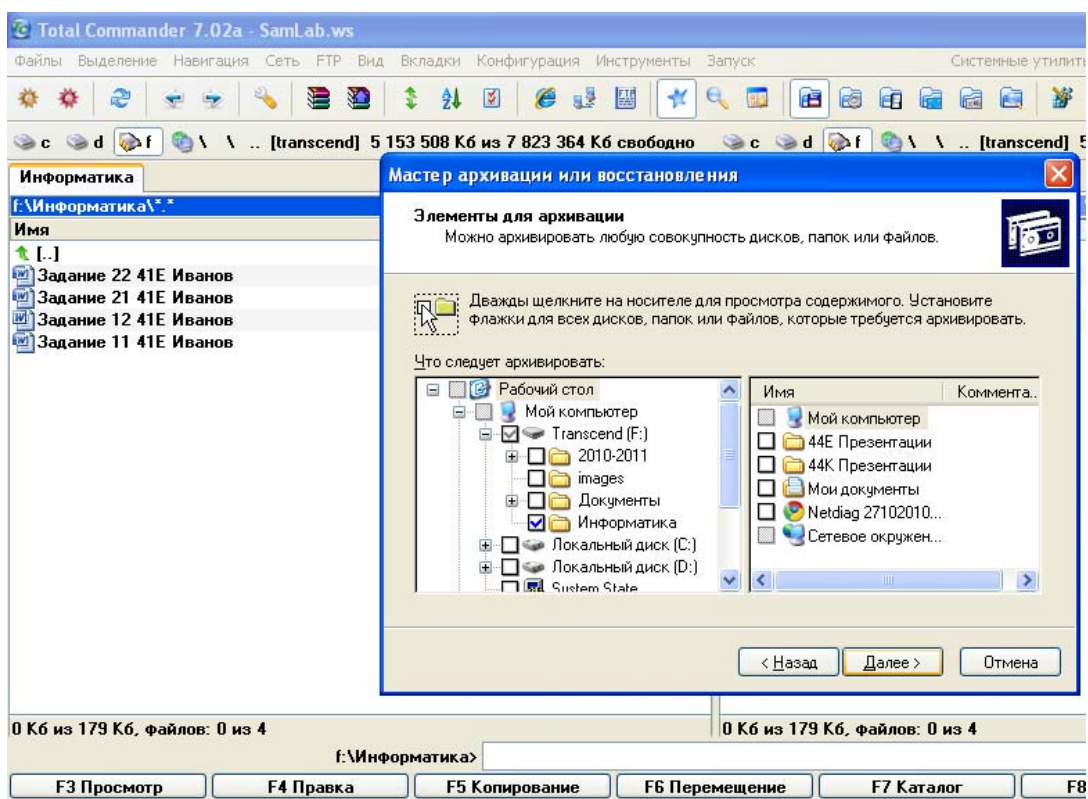 Total Commander 7.02a - SamLab.ws
Файлы Выделение Навигация Сеть FTP Вид Вкладки Конфигурация Инструменты Запуск Системные утилиты
c d f \ \ .. [transcend] 5 153 508 Кб из 7 823 364 Кб свободно c d f \ \ .. [transcend] 5
Информатика
f:\Информатика\*.*
Имя
[..]
Задание 22 41Е Иванов
Задание 21 41Е Иванов
Задание 12 41Е Иванов
Задание 11 41Е Иванов
Мастер архивации или восстановления
Элементы для архивации
Можно архивировать любую совокупность дисков, папок или файлов.
Дважды щелкните на носителе для просмотра содержимого. Установите
флажки для всех дисков, папок или файлов, которые требуется архивировать.
Что следует архивировать:
Рабочий стол
Мой компьютер
Transcend (F:)
2010-2011
images
Документы
Информатика
Локальный диск (C:)
Локальный диск (D:)
System State
Имя Коммента..
Мой компьютер
44Е Презентации
44К Презентации
Мои документы
Netdiag 27102010...
Сетевое окружен...
< Назад Далее > Отмена
0 Кб из 179 Кб, файлов: 0 из 4 0 Кб из 179 Кб, файлов: 0 из 4
f:\Информатика>
F3 Просмотр F4 Правка F5 Копирование F6 Перемещение F7 Каталог F8